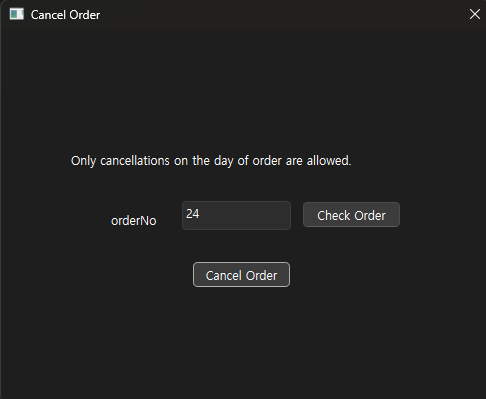 Cancel Order
Only cancellations on the day of order are allowed.
orderNo 24 Check Order
Cancel Order